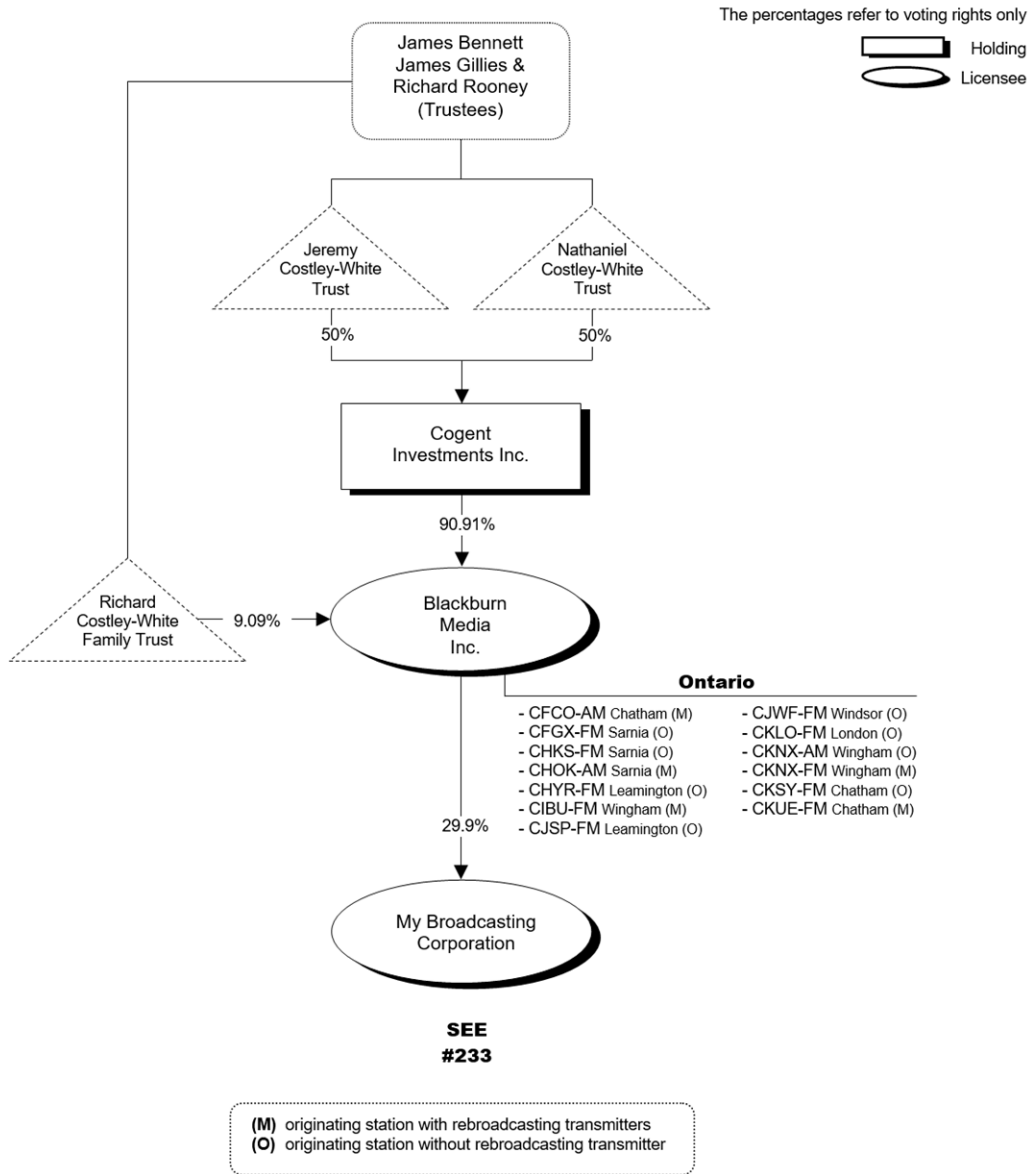 The percentages refer to voting rights only
Holding
Licensee
James Bennett
James Gillies &
Richard Rooney
(Trustees)
Jeremy
Costley-White
Trust
Nathaniel
Costley-White
Trust
50%
50%
Cogent
Investments Inc.
90.91%
Richard
Costley-White
Family Trust
9.09%
Blackburn
Media
Inc.
Ontario
- CFCO-AM Chatham (M)
- CFGX-FM Sarnia (O)
- CHKS-FM Sarnia (O)
- CHOK-AM Sarnia (M)
- CHYR-FM Leamington (O)
- CIBU-FM Wingham (M)
- CJSP-FM Leamington (O)
- CJWF-FM Windsor (O)
- CKLO-FM London (O)
- CKNX-AM Wingham (O)
- CKNX-FM Wingham (M)
- CKSY-FM Chatham (O)
- CKUE-FM Chatham (M)
29.9%
My Broadcasting
Corporation
SEE
#233
(M) originating station with rebroadcasting transmitters
(O) originating station without rebroadcasting transmitter